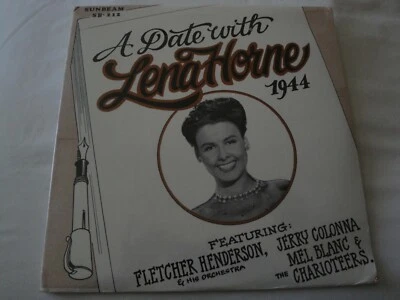 SUNBEAM
SB-212
A Date with
Lena Horne
1944
FEATURING:
FLETCHER HENDERSON,
& HIS ORCHESTRA
JERRY COLONNA
MEL BLANC &
THE CHARIOTEERS.